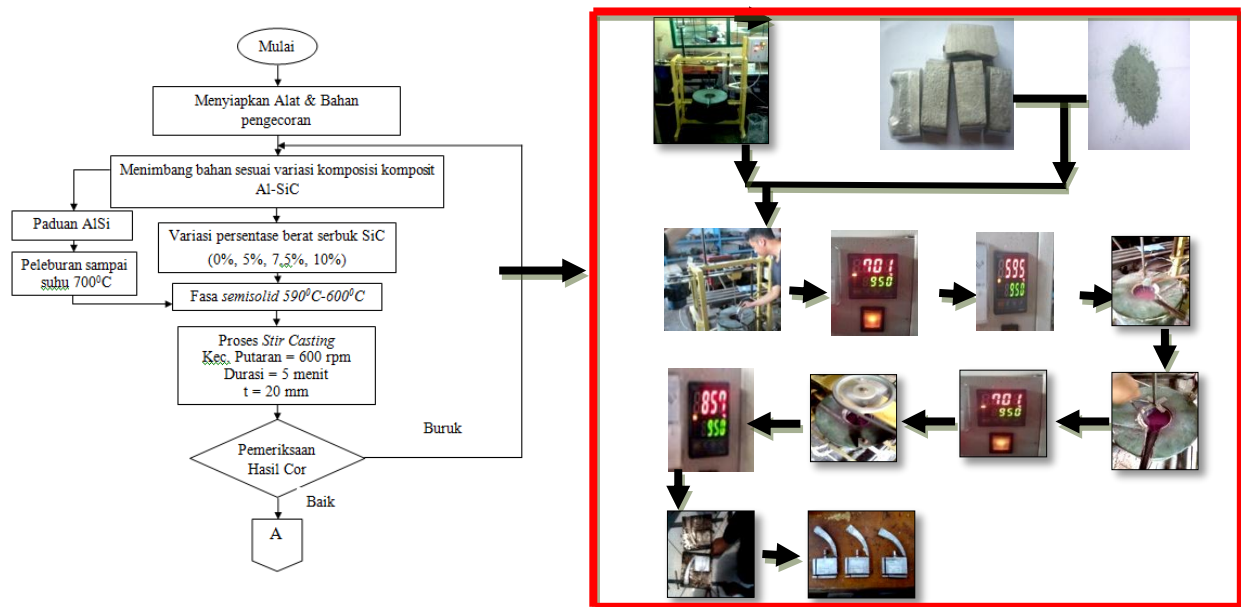 Mulai
Menyiapkan Alat & Bahan
pengecoran
Menimbang bahan sesuai variasi komposisi komposit
Al-SiC
Paduan AlSi
Peleburan sampai
suhu 700⁰C
Variasi persentase berat serbuk SiC
(0%, 5%, 7,5%, 10%)
Fasa semisolid 590⁰C-600⁰C
Proses Stir Casting
Kec. Putaran = 600 rpm
Durasi = 5 menit
t = 20 mm
Pemeriksaan
Hasil Cor
Buruk
Baik
A
701
950
595
950
857
950
701
950